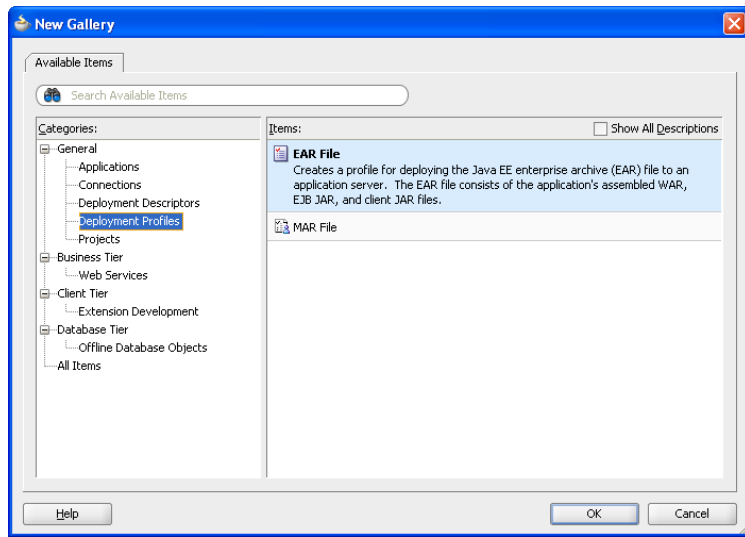 New Gallery
Available Items
Search Available Items
Categories:
General
Applications
Connections
Deployment Descriptors
Deployment Profiles
Projects
Business Tier
Web Services
Client Tier
Extension Development
Database Tier
Offline Database Objects
All Items
Items:
Show All Descriptions
EAR File
Creates a profile for deploying the Java EE enterprise archive (EAR) file to an
application server. The EAR file consists of the application's assembled WAR,
EJB JAR, and client JAR files.
MAR File
Help
OK
Cancel